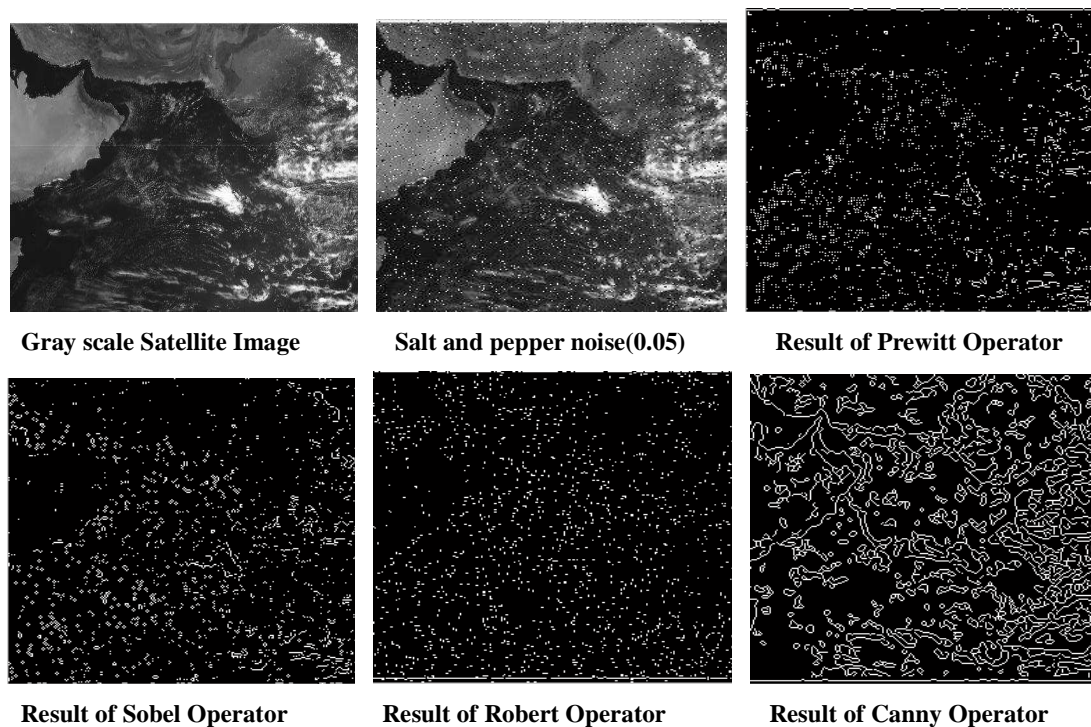 Gray scale Satellite Image
Salt and pepper noise(0.05)
Result of Prewitt Operator
Result of Sobel Operator
Result of Robert Operator
Result of Canny Operator